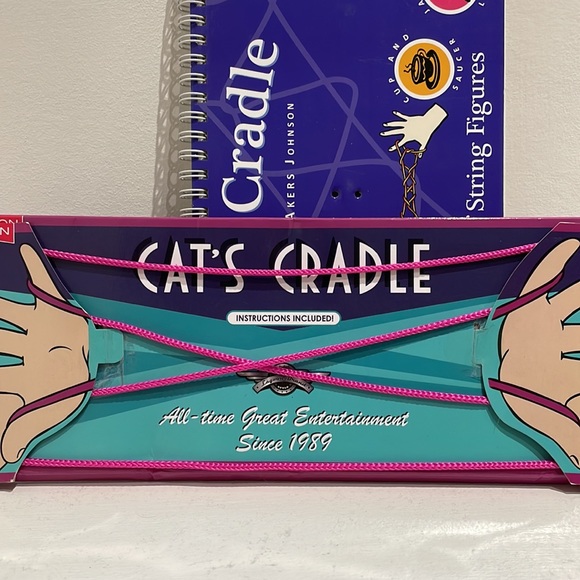 Cradle
AKERS JOHNSON
CUP AND
SAUCER
String Figures
CAT'S CRADLE
INSTRUCTIONS INCLUDED!
All-time Great Entertainment
Since 1989